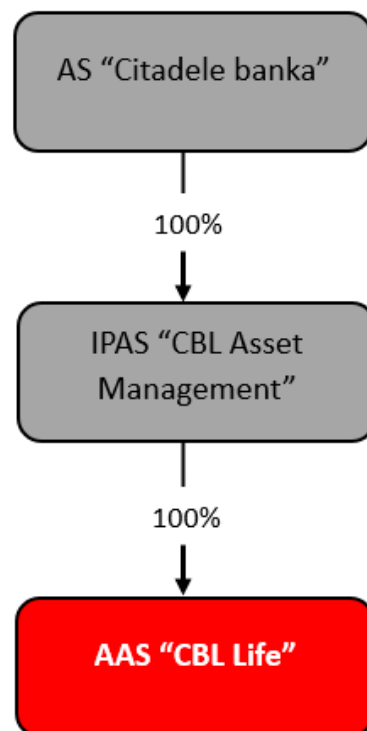 AS “Citadele banka”
100%
IPAS “CBL Asset
Management”
100%
AAS “CBL Life”